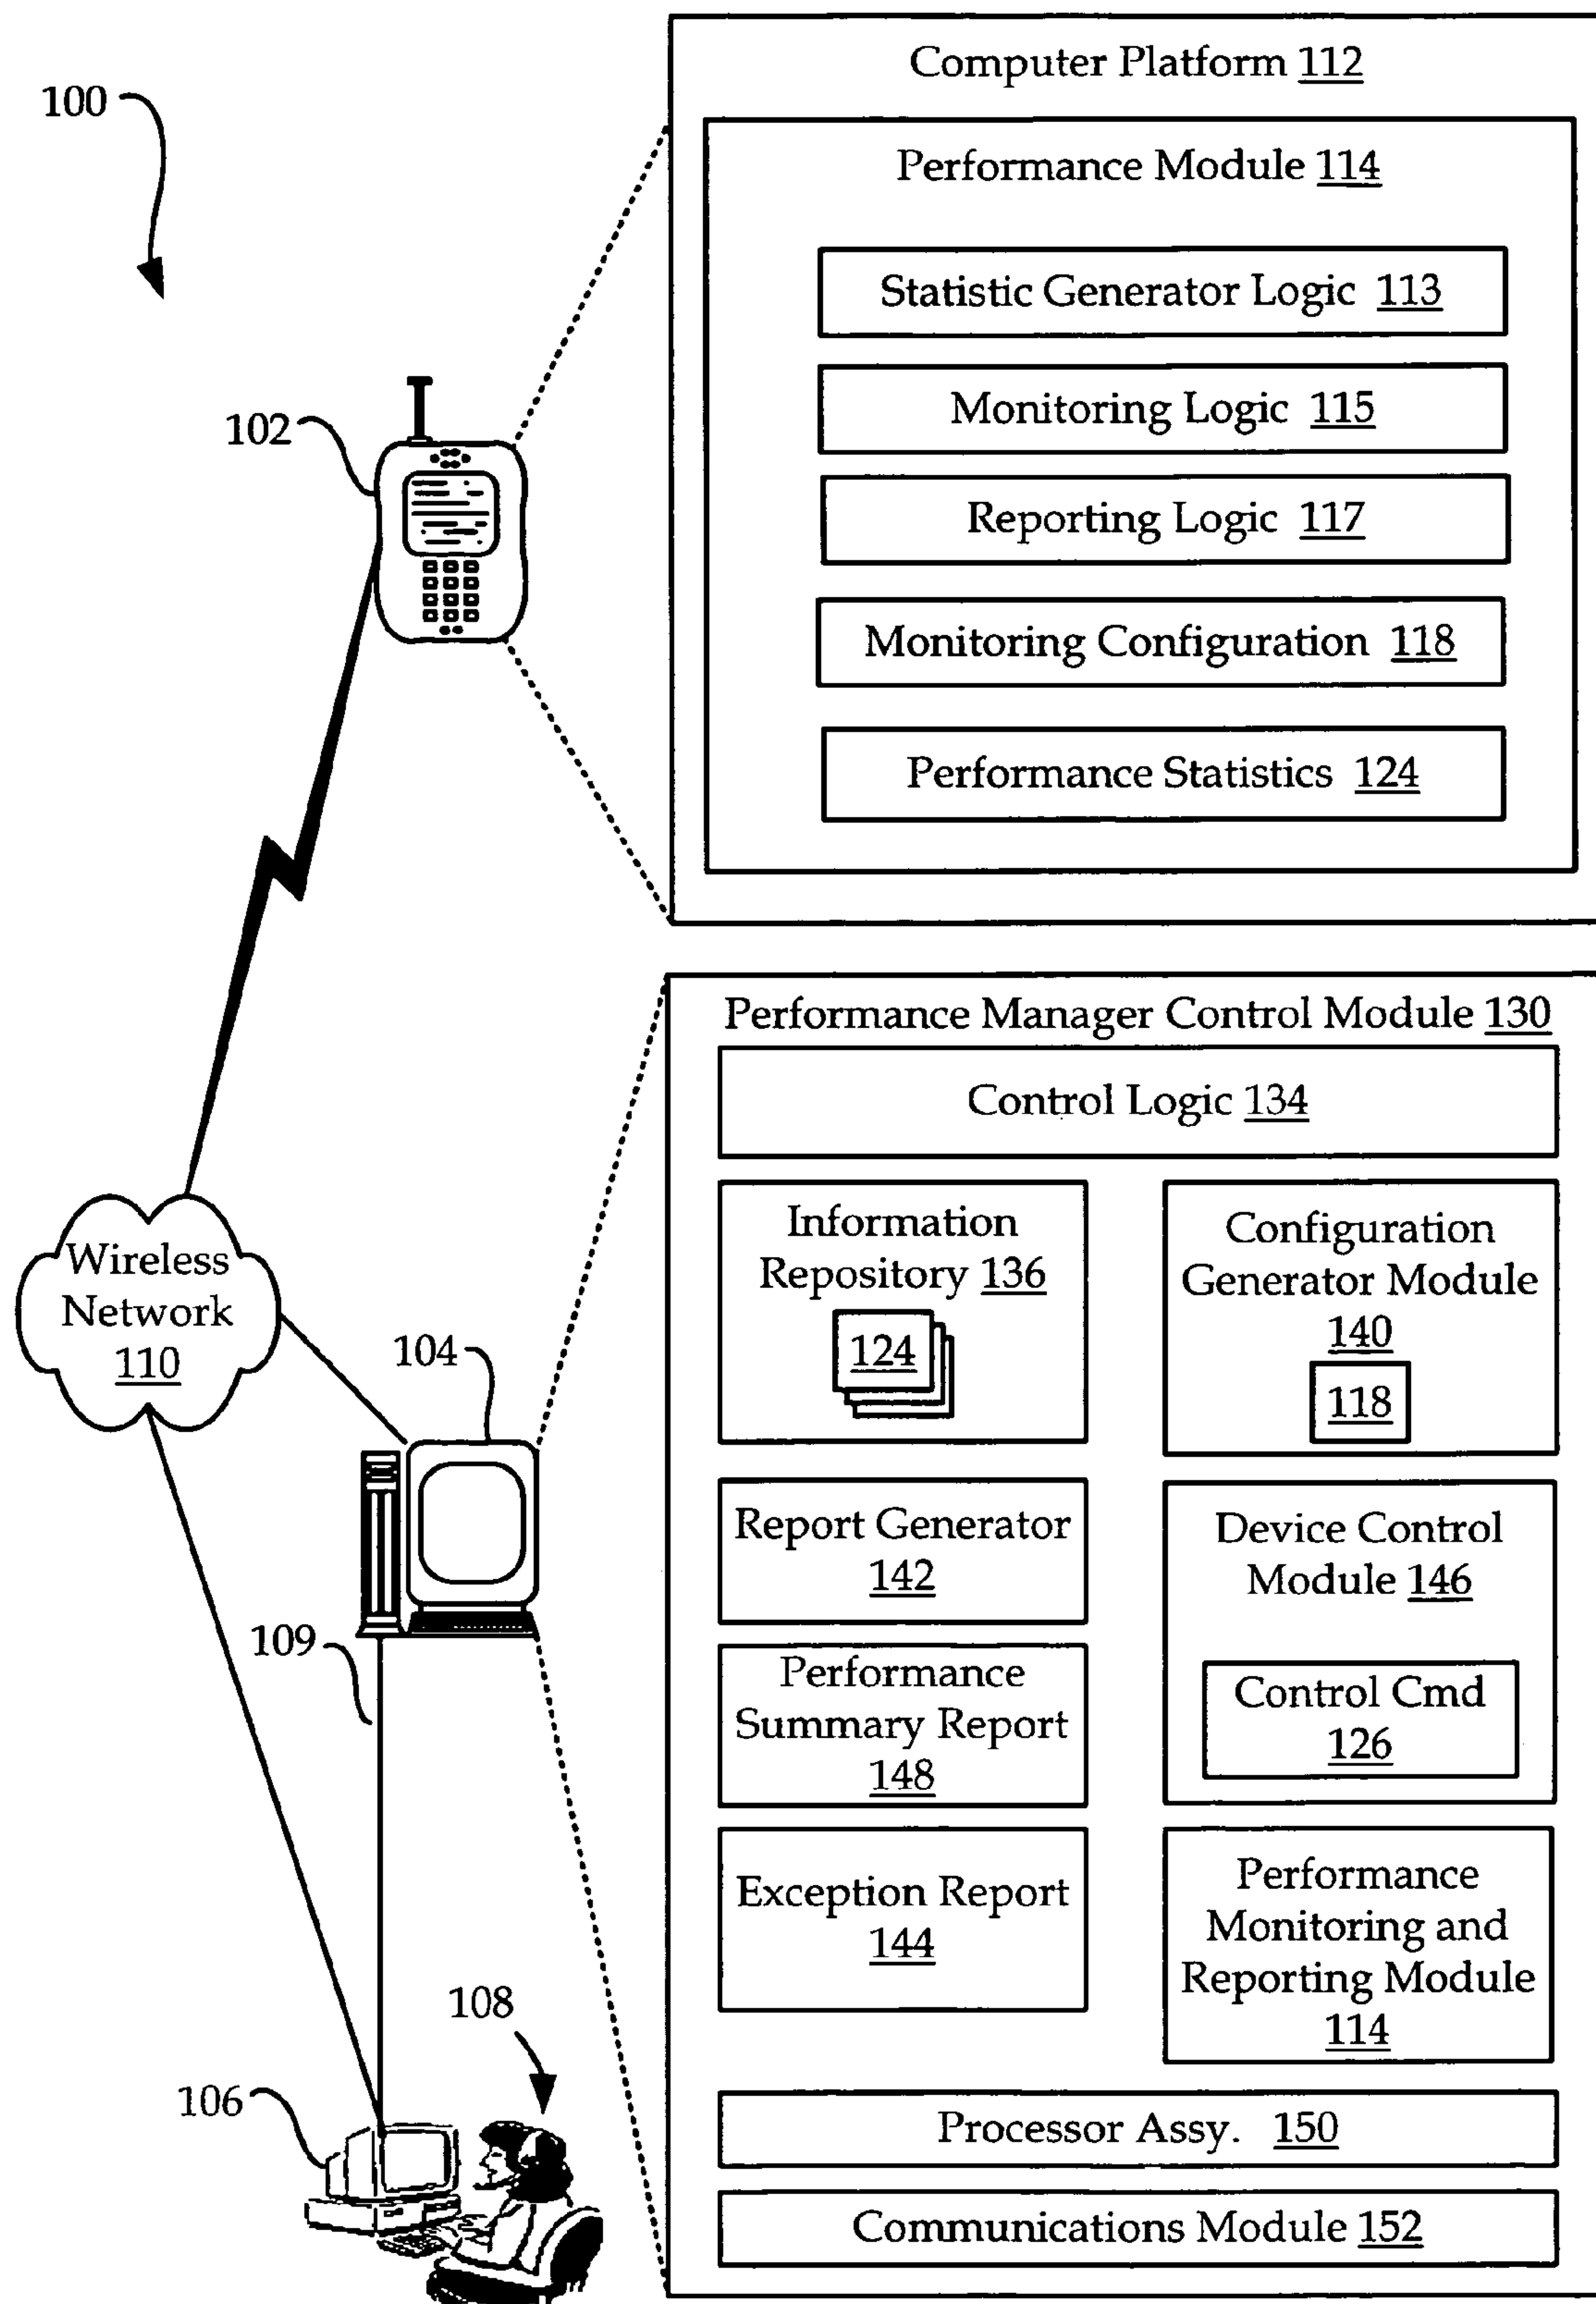 100
102
Computer Platform 112
Performance Module 114
Statistic Generator Logic 113
Monitoring Logic 115
Reporting Logic 117
Monitoring Configuration 118
Performance Statistics 124
Wireless
Network
110
104
109
106
108
Performance Manager Control Module 130
Control Logic 134
Information
Repository 136
124
Configuration
Generator Module
140
118
Report Generator
142
Device Control
Module 146
Control Cmd
126
Performance
Summary Report
148
Exception Report
144
Performance
Monitoring and
Reporting Module
114
Processor Assy. 150
Communications Module 152